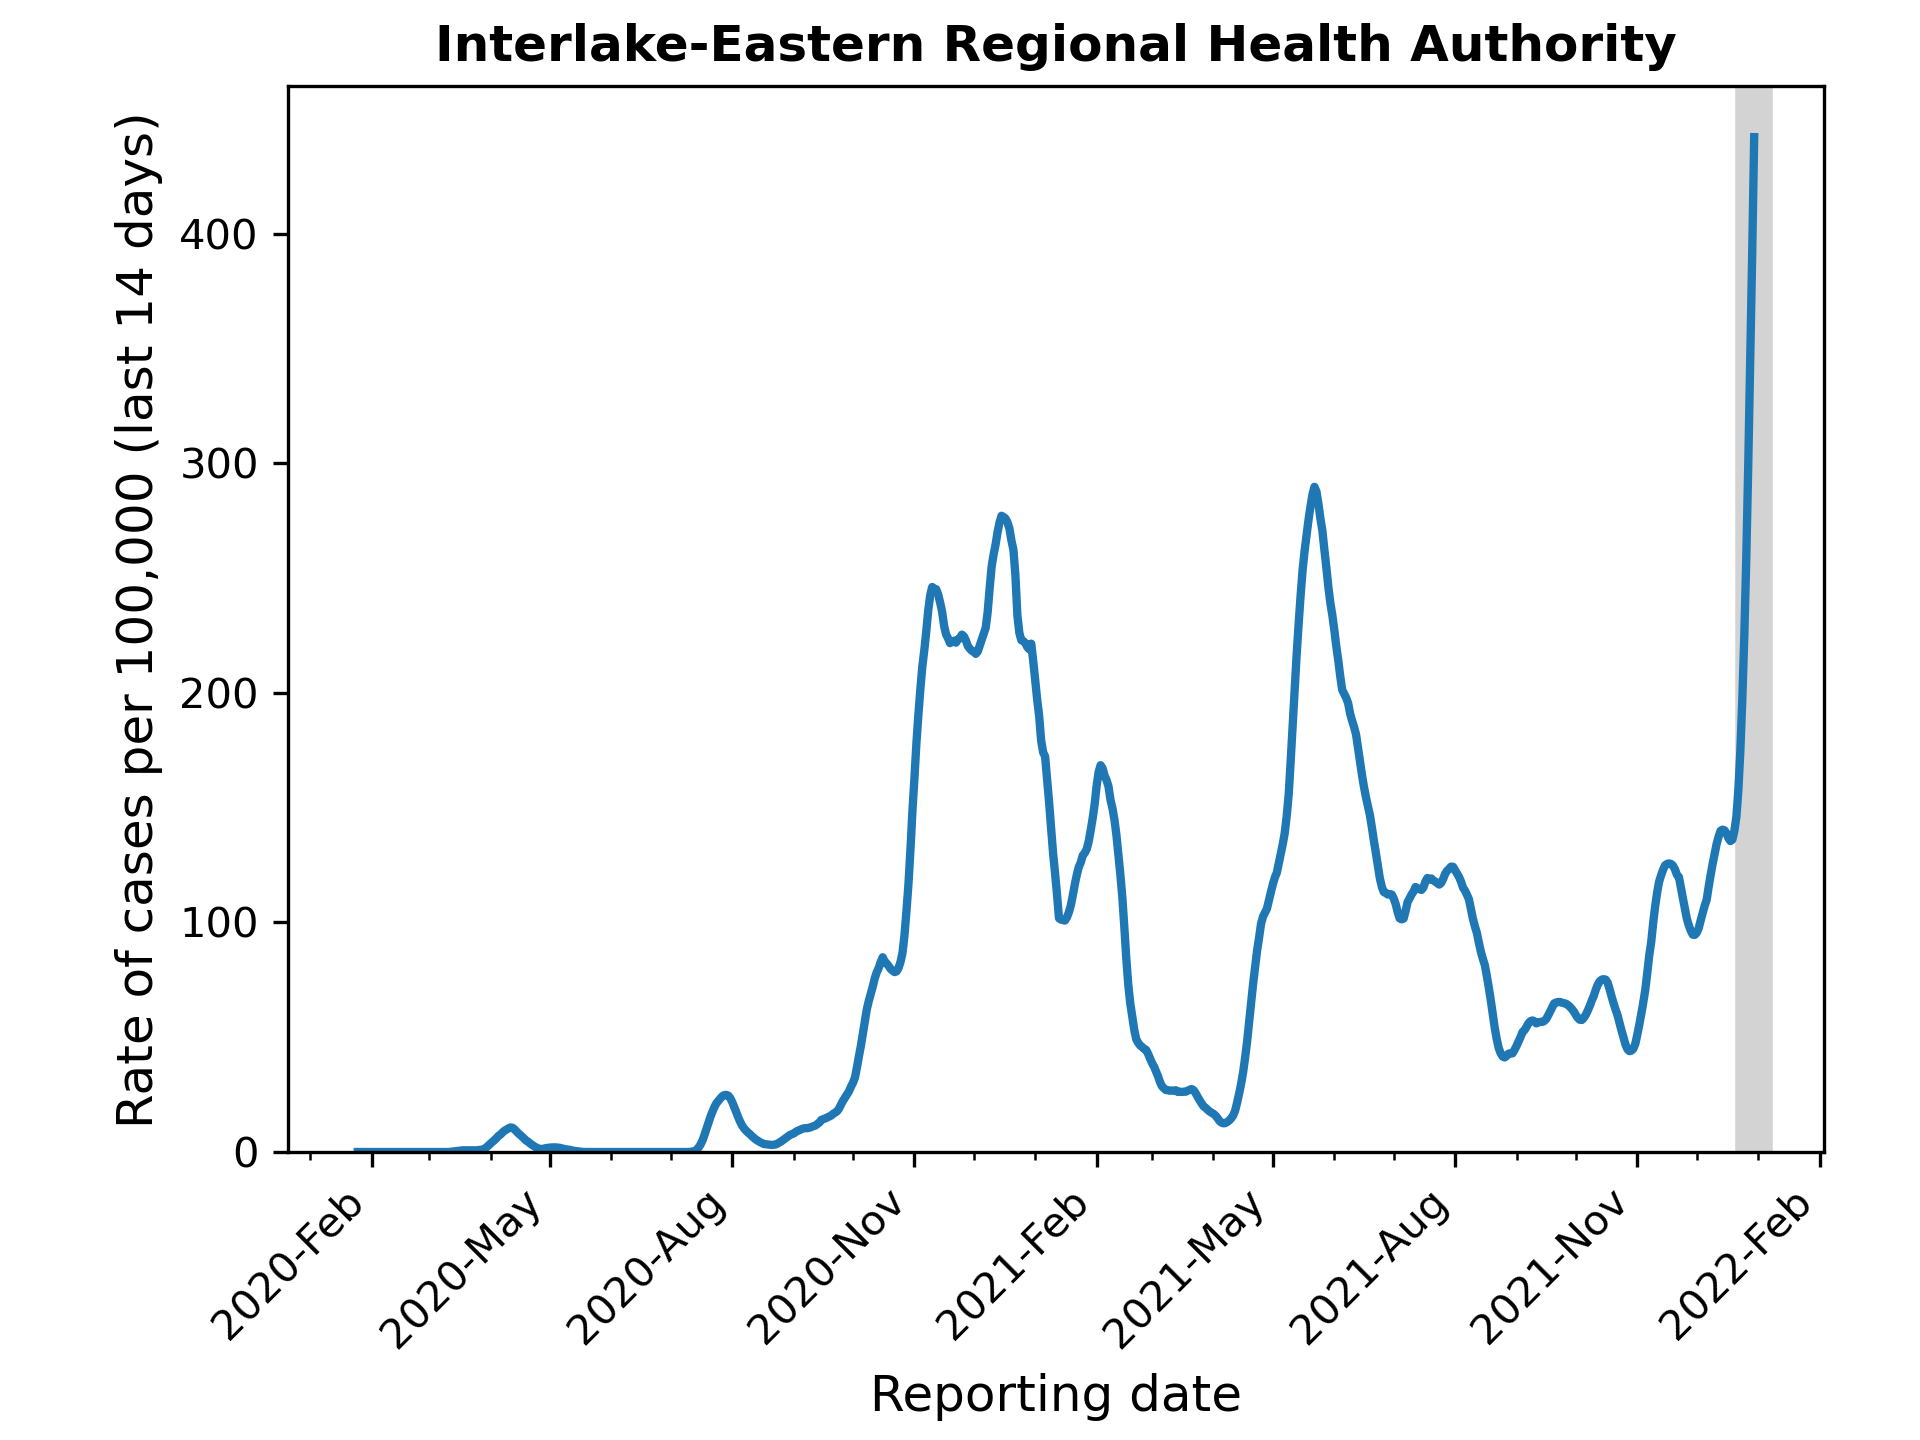 Interlake-Eastern Regional Health Authority
Rate of cases per 100,000 (last 14 days)
400
300
200
100
0
2020-Feb
2020-May
2020-Aug
2020-Nov
2021-Feb
2021-May
2021-Aug
2021-Nov
2022-Feb
Reporting date